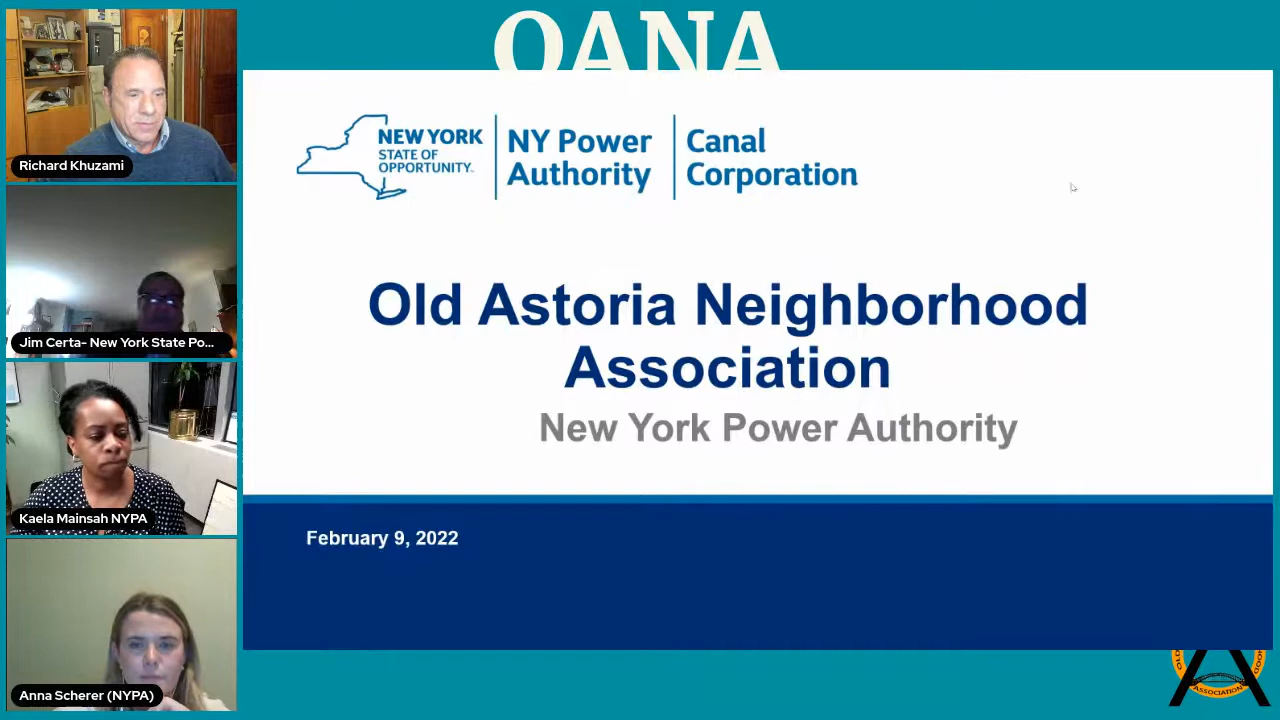 OANA
Richard Khuzami
Jim Certa- New York State Po...
Kaela Mainsah NYPA
Anna Scherer (NYPA)
NEW YORK
STATE OF
OPPORTUNITY.
NY Power
Authority
Canal
Corporation
Old Astoria Neighborhood
Association
New York Power Authority
February 9, 2022
ASSOCIATION